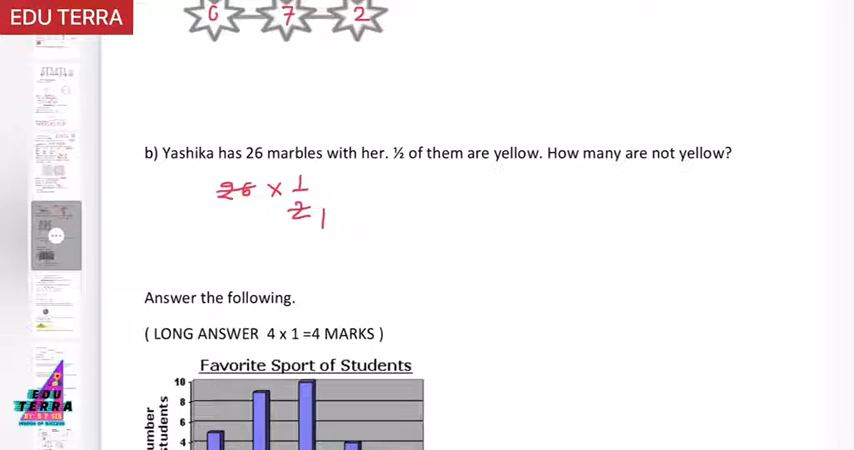 EDU TERRA
6 7 2
b) Yashika has 26 marbles with her. ½ of them are yellow. How many are not yellow?
26 × 1
2 1
Answer the following.
( LONG ANSWER 4 x 1 =4 MARKS )
Favorite Sport of Students
10
8
6
4
umber
students
EDU
TERRA